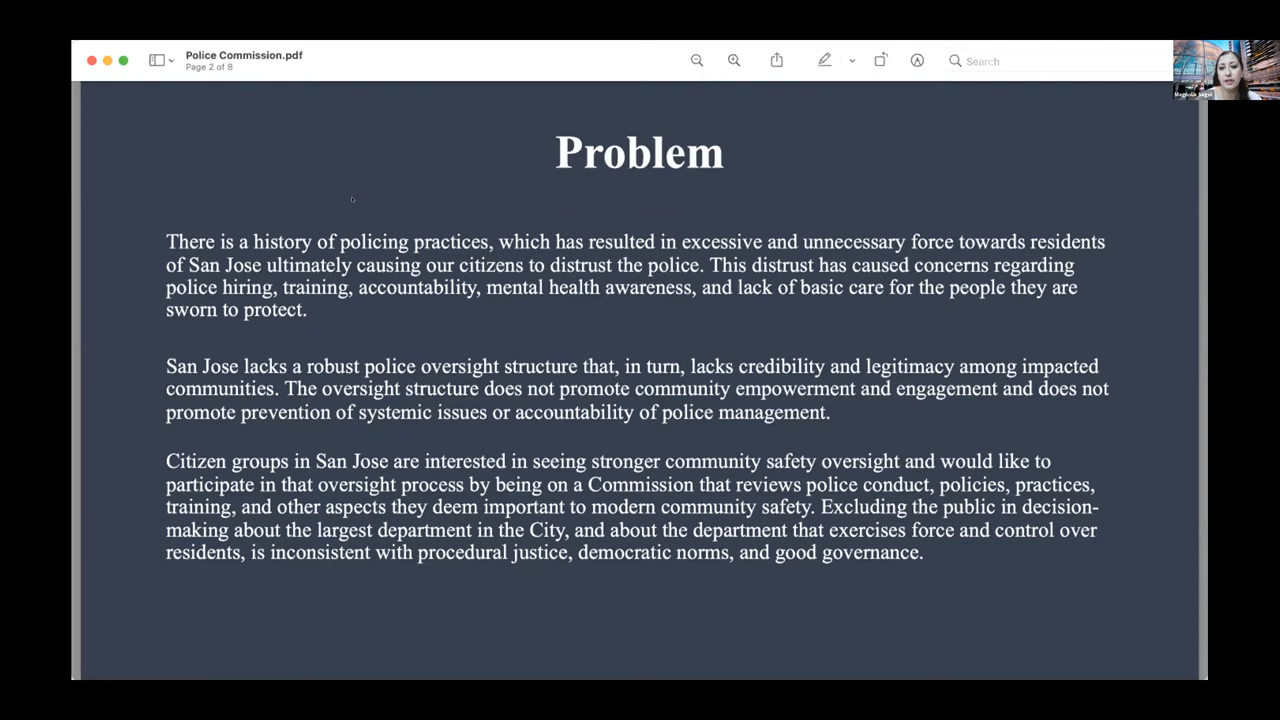 Police Commission.pdf
Page 2 of 8
Search
Magnolia Segol
Problem
There is a history of policing practices, which has resulted in excessive and unnecessary force towards residents
of San Jose ultimately causing our citizens to distrust the police. This distrust has caused concerns regarding
police hiring, training, accountability, mental health awareness, and lack of basic care for the people they are
sworn to protect.
San Jose lacks a robust police oversight structure that, in turn, lacks credibility and legitimacy among impacted
communities. The oversight structure does not promote community empowerment and engagement and does not
promote prevention of systemic issues or accountability of police management.
Citizen groups in San Jose are interested in seeing stronger community safety oversight and would like to
participate in that oversight process by being on a Commission that reviews police conduct, policies, practices,
training, and other aspects they deem important to modern community safety. Excluding the public in decision-
making about the largest department in the City, and about the department that exercises force and control over
residents, is inconsistent with procedural justice, democratic norms, and good governance.